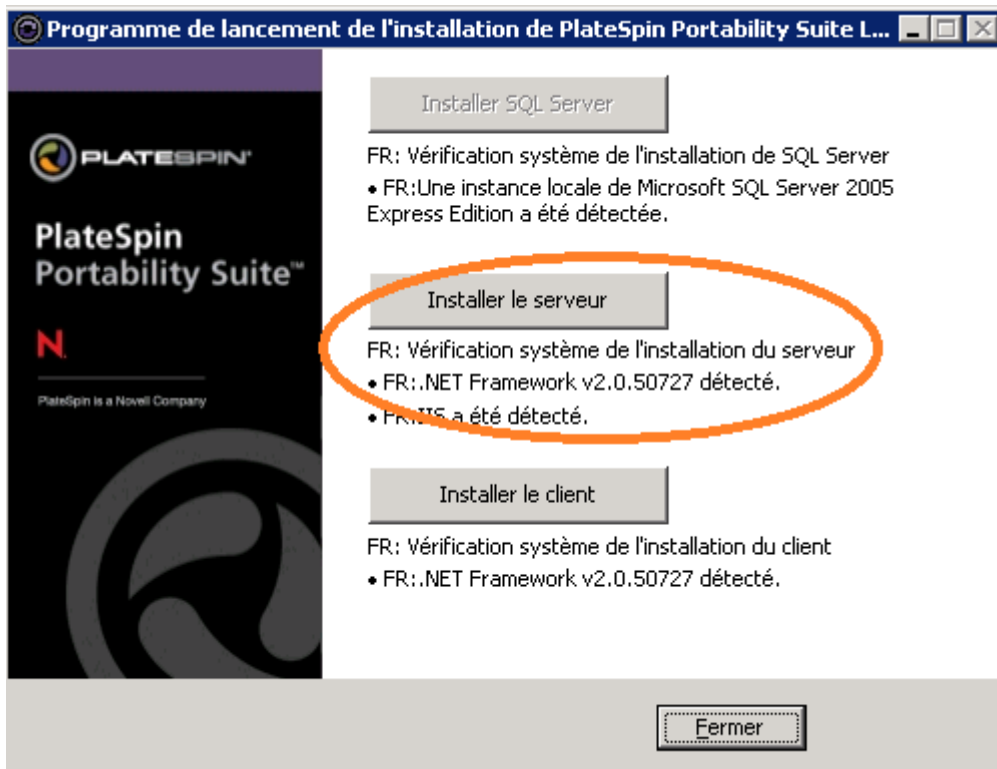 Programme de lancement de l'installation de PlateSpin Portability Suite L...
PLATESPIN
PlateSpin
Portability Suite™
N.
PlateSpin is a Novell Company
Installer SQL Server
FR: Vérification système de l'installation de SQL Server
• FR:Une instance locale de Microsoft SQL Server 2005
Express Edition a été détectée.
Installer le serveur
FR: Vérification système de l'installation du serveur
• FR:.NET Framework v2.0.50727 détecté.
• FR:IIS a été détecté.
Installer le client
FR: Vérification système de l'installation du client
• FR:.NET Framework v2.0.50727 détecté.
Fermer